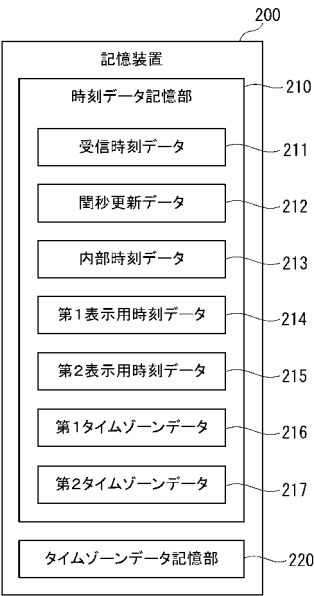 200
記憶装置
210
時刻データ記憶部
受信時刻データ
211
閏秒更新データ
212
内部時刻データ
213
第1表示用時刻データ
214
第2表示用時刻データ
215
第1タイムゾーンデータ
216
第2タイムゾーンデータ
217
タイムゾーンデータ記憶部
220